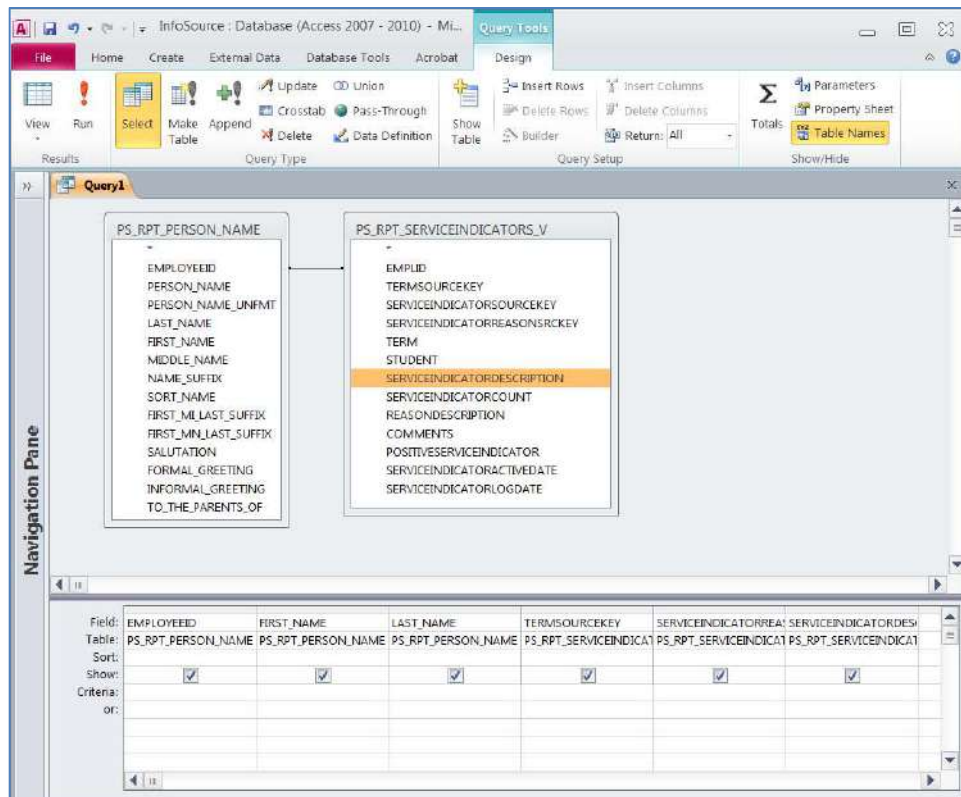 A InfoSource : Database (Access 2007 - 2010) - Mi... Query Tools
File Home Create External Data Database Tools Acrobat Design
View
Run
Select
Make Table
Append
Update
Crosstab
Delete
Union
Pass-Through
Data Definition
Show Table
Insert Rows
Delete Rows
Builder
Insert Columns
Delete Columns
Return: All
Totals
Parameters
Property Sheet
Table Names
Results Query Type Query Setup Show/Hide
Query1
Navigation Pane
PS_RPT_PERSON_NAME
*
EMPLOYEEID
PERSON_NAME
PERSON_NAME_UNFMT
LAST_NAME
FIRST_NAME
MIDDLE_NAME
NAME_SUFFIX
SORT_NAME
FIRST_MI_LAST_SUFFIX
FIRST_MN_LAST_SUFFIX
SALUTATION
FORMAL_GREETING
INFORMAL_GREETING
TO_THE_PARENTS_OF
PS_RPT_SERVICEINDICATORS_V
*
EMPLID
TERMSOURCEKEY
SERVICEINDICATORSOURCEKEY
SERVICEINDICATORREASONSRCKEY
TERM
STUDENT
SERVICEINDICATORDESCRIPTION
SERVICEINDICATORCOUNT
REASONDESCRIPTION
COMMENTS
POSITIVESERVICEINDICATOR
SERVICEINDICATORACTIVEDATE
SERVICEINDICATORLOGDATE
Field: EMPLOYEEID FIRST_NAME LAST_NAME TERMSOURCEKEY SERVICEINDICATORREA SERVICEINDICATORDES
Table: PS_RPT_PERSON_NAME PS_RPT_PERSON_NAME PS_RPT_PERSON_NAME PS_RPT_SERVICEINDICAT PS_RPT_SERVICEINDICAT PS_RPT_SERVICEINDICAT
Sort:
Show:
Criteria:
or: